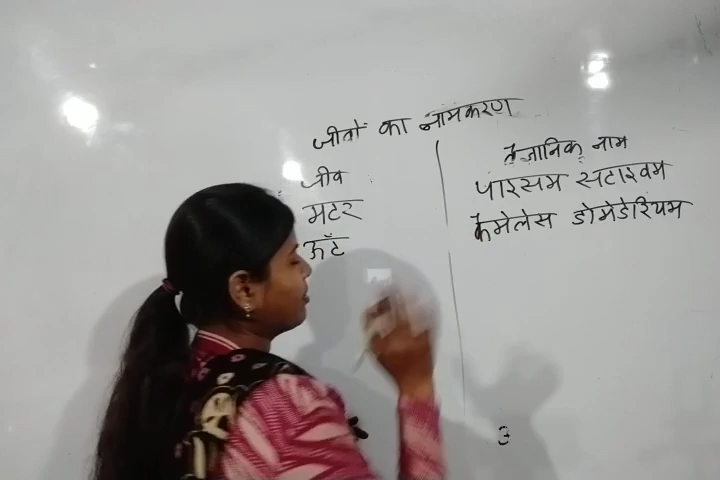 जीवों का नामकरण
जीव वैज्ञानिक नाम
मटर पाइसम सटाइवम
ऊँट कैमेलस डोमेडेरियम